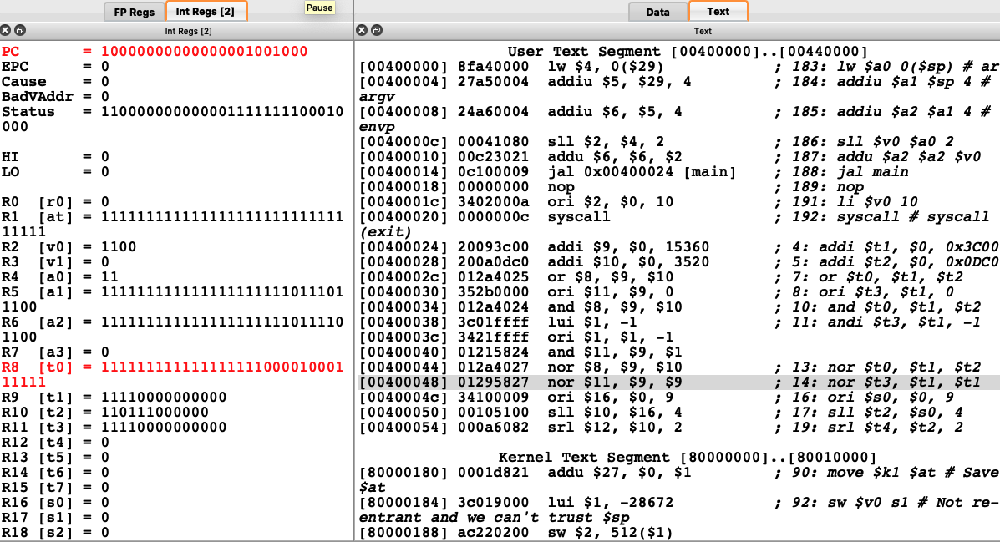 FP Regs
Int Regs [2]
Pause
Data
Text
Int Regs [2]
Text
PC = 10000000000000001001000
EPC = 0
Cause = 0
BadVAddr = 0
Status = 110000000000001111111100010
000
HI = 0
LO = 0
R0 [r0] = 0
R1 [at] = 111111111111111111111111111
11111
R2 [v0] = 1100
R3 [v1] = 0
R4 [a0] = 11
R5 [a1] = 111111111111111111111011101
1100
R6 [a2] = 111111111111111111111011110
1100
R7 [a3] = 0
R8 [t0] = 111111111111111111000010001
11111
R9 [t1] = 11110000000000
R10 [t2] = 110111000000
R11 [t3] = 11110000000000
R12 [t4] = 0
R13 [t5] = 0
R14 [t6] = 0
R15 [t7] = 0
R16 [s0] = 0
R17 [s1] = 0
R18 [s2] = 0
User Text Segment [00400000]..[00440000]
[00400000] 8fa40000 lw $4, 0($29) ; 183: lw $a0 0($sp) # ar
[00400004] 27a50004 addiu $5, $29, 4 ; 184: addiu $a1 $sp 4 #
argv
[00400008] 24a60004 addiu $6, $5, 4 ; 185: addiu $a2 $a1 4 #
envp
[0040000c] 00041080 sll $2, $4, 2 ; 186: sll $v0 $a0 2
[00400010] 00c23021 addu $6, $6, $2 ; 187: addu $a2 $a2 $v0
[00400014] 0c100009 jal 0x00400024 [main] ; 188: jal main
[00400018] 00000000 nop ; 189: nop
[0040001c] 3402000a ori $2, $0, 10 ; 191: li $v0 10
[00400020] 0000000c syscall ; 192: syscall # syscall
(exit)
[00400024] 20093c00 addi $9, $0, 15360 ; 4: addi $t1, $0, 0x3C00
[00400028] 200a0dc0 addi $10, $0, 3520 ; 5: addi $t2, $0, 0x0DC0
[0040002c] 012a4025 or $8, $9, $10 ; 7: or $t0, $t1, $t2
[00400030] 352b0000 ori $11, $9, 0 ; 8: ori $t3, $t1, 0
[00400034] 012a4024 and $8, $9, $10 ; 10: and $t0, $t1, $t2
[00400038] 3c01ffff lui $1, -1 ; 11: andi $t3, $t1, -1
[0040003c] 3421ffff ori $1, $1, -1
[00400040] 01215824 and $11, $9, $1
[00400044] 012a4027 nor $8, $9, $10 ; 13: nor $t0, $t1, $t2
[00400048] 01295827 nor $11, $9, $9 ; 14: nor $t3, $t1, $t1
[0040004c] 34100009 ori $16, $0, 9 ; 16: ori $s0, $0, 9
[00400050] 00105100 sll $10, $16, 4 ; 17: sll $t2, $s0, 4
[00400054] 000a6082 srl $12, $10, 2 ; 19: srl $t4, $t2, 2
Kernel Text Segment [80000000]..[80010000]
[80000180] 0001d821 addu $27, $0, $1 ; 90: move $k1 $at # Save
$at
[80000184] 3c019000 lui $1, -28672 ; 92: sw $v0 s1 # Not re-
entrant and we can't trust $sp
[80000188] ac220200 sw $2, 512($1)